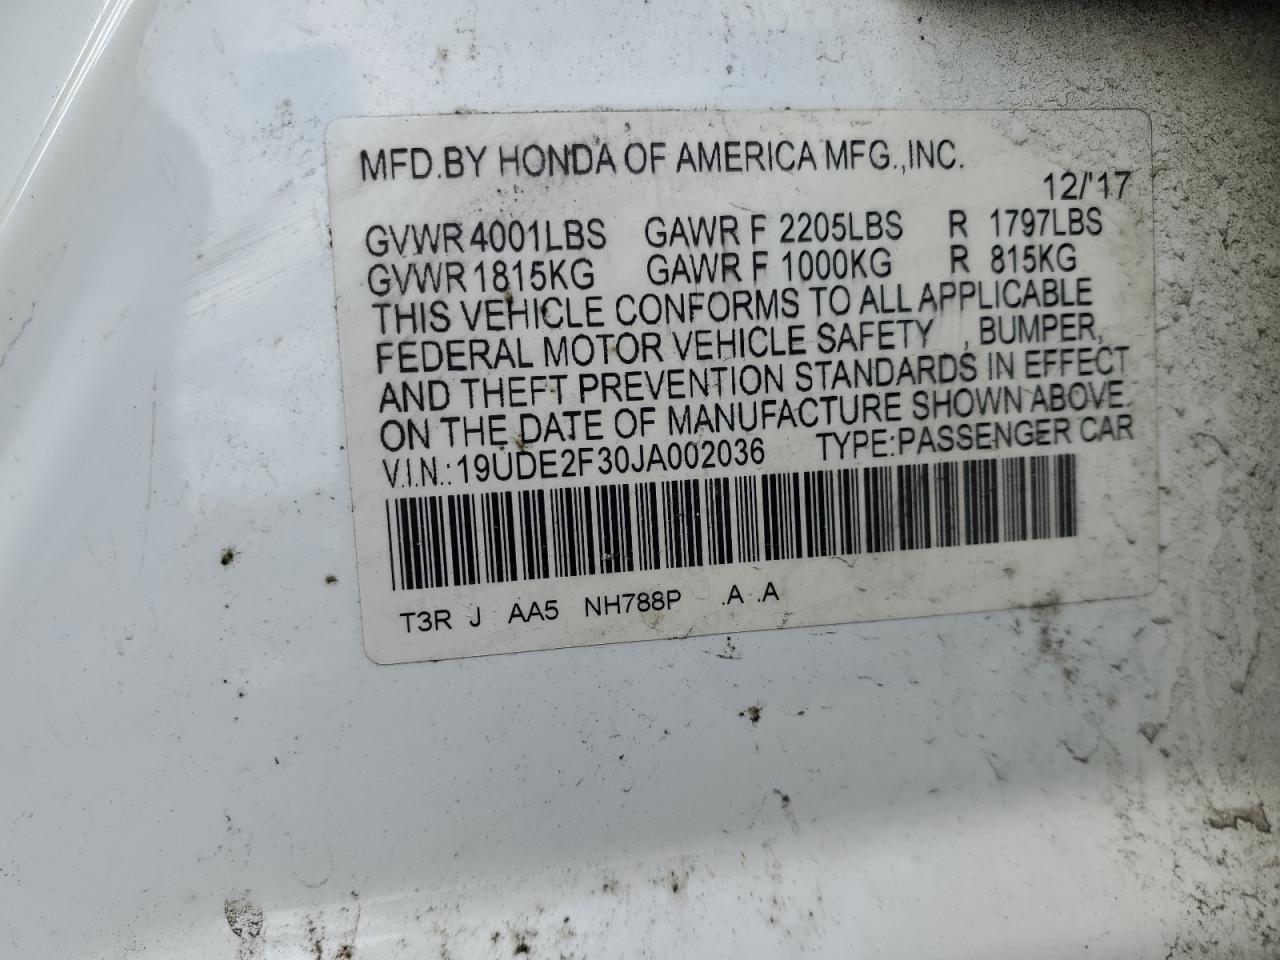 MFD.BY HONDA OF AMERICA MFG.,INC.
12/'17
GVWR 4001LBS GAWR F 2205LBS R 1797LBS
GVWR 1815KG GAWR F 1000KG R 815KG
THIS VEHICLE CONFORMS TO ALL APPLICABLE
FEDERAL MOTOR VEHICLE SAFETY , BUMPER,
AND THEFT PREVENTION STANDARDS IN EFFECT
ON THE DATE OF MANUFACTURE SHOWN ABOVE.
V.I.N.: 19UDE2F30JA002036 TYPE:PASSENGER CAR
T3R J AA5 NH788P .A .A